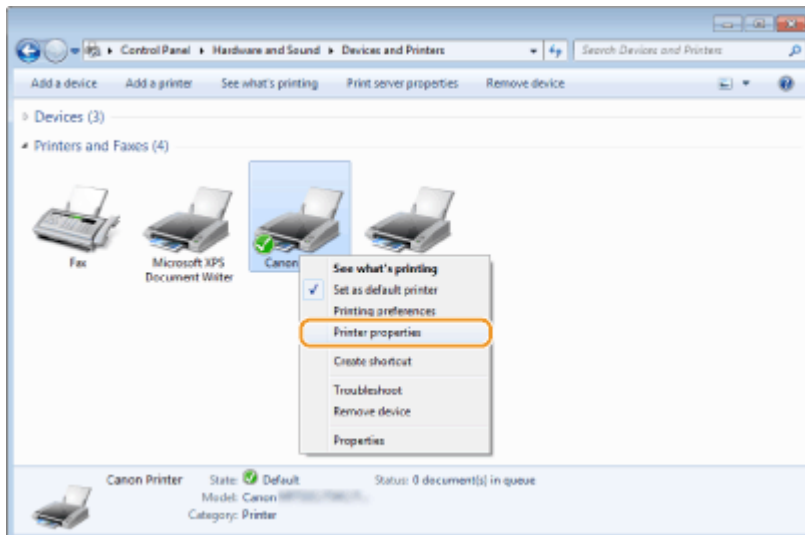 Control Panel ▸ Hardware and Sound ▸ Devices and Printers
Search Devices and Printers
Add a device Add a printer See what's printing Print server properties Remove device
Devices (3)
Printers and Faxes (4)
Fax
Microsoft XPS
Document Writer
Canon
See what's printing
Set as default printer
Printing preferences
Printer properties
Create shortcut
Troubleshoot
Remove device
Properties
Canon Printer State: Default Status: 0 document(s) in queue
Model: Canon
Category: Printer